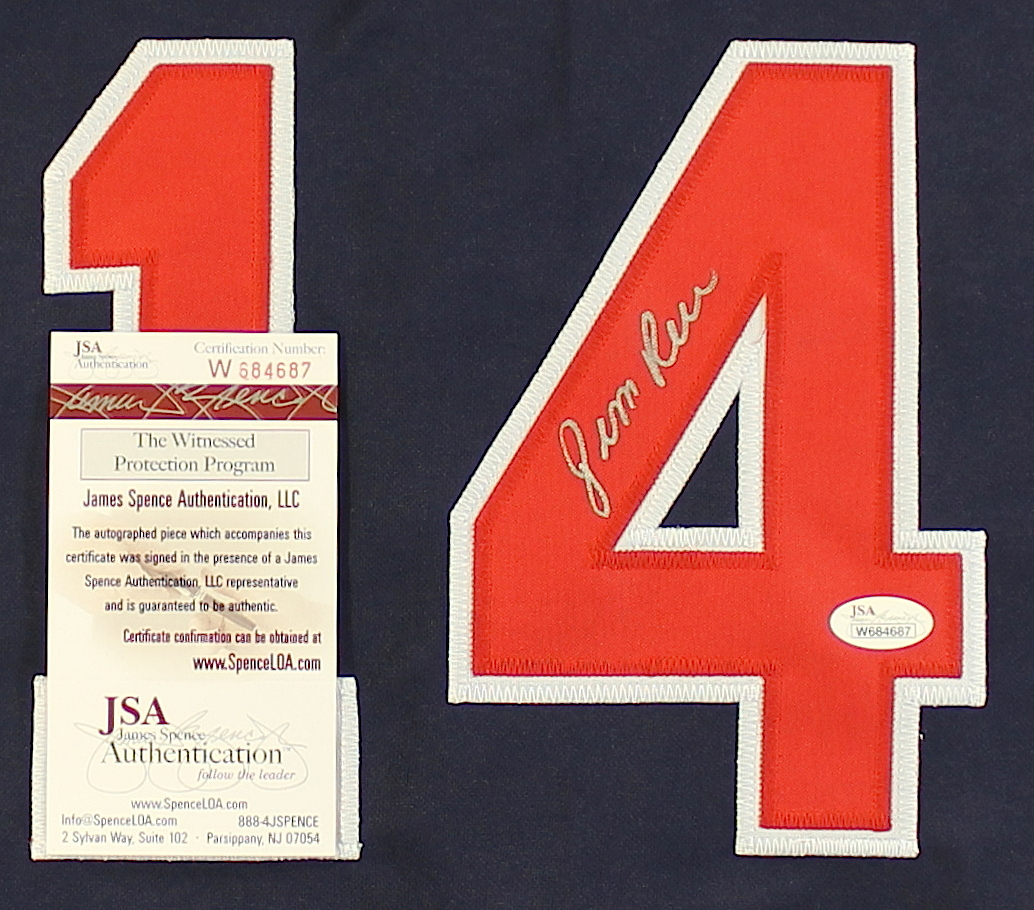 14
JSA
Authentication
Certification Number:
W 684687
The Witnessed
Protection Program
James Spence Authentication, LLC
The autographed piece which accompanies this
certificate was signed in the presence of a James
Spence Authentication, LLC representative
and is guaranteed to be authentic.
Certificate confirmation can be obtained at
www.SpenceLOA.com
JSA
James Spence
Authentication™
follow the leader
www.SpenceLOA.com
Info@SpenceLOA.com 888-4JSPENCE
2 Sylvan Way, Suite 102 · Parsippany, NJ 07054
Jim
JSA
W684687